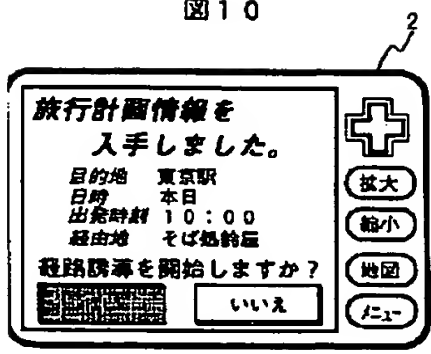 図10
2
旅行計画情報を
入手しました。
目的地 東京駅
日時 本日
出発時刻 10:00
経由地 そば処鈴屋
経路誘導を開始しますか?
いいえ
拡大
縮小
地図
メニュー